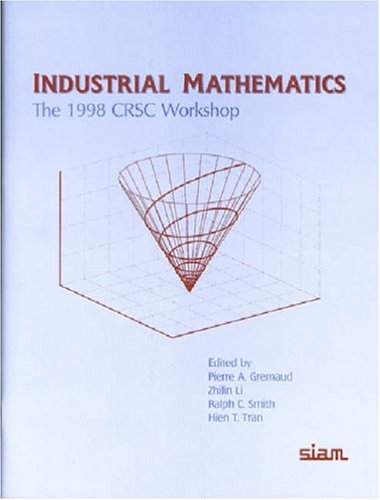 INDUSTRIAL MATHEMATICS
The 1998 CRSC Workshop
Edited by
Pierre A. Gremaud
Zhilin Li
Ralph C. Smith
Hien T. Tran
siam